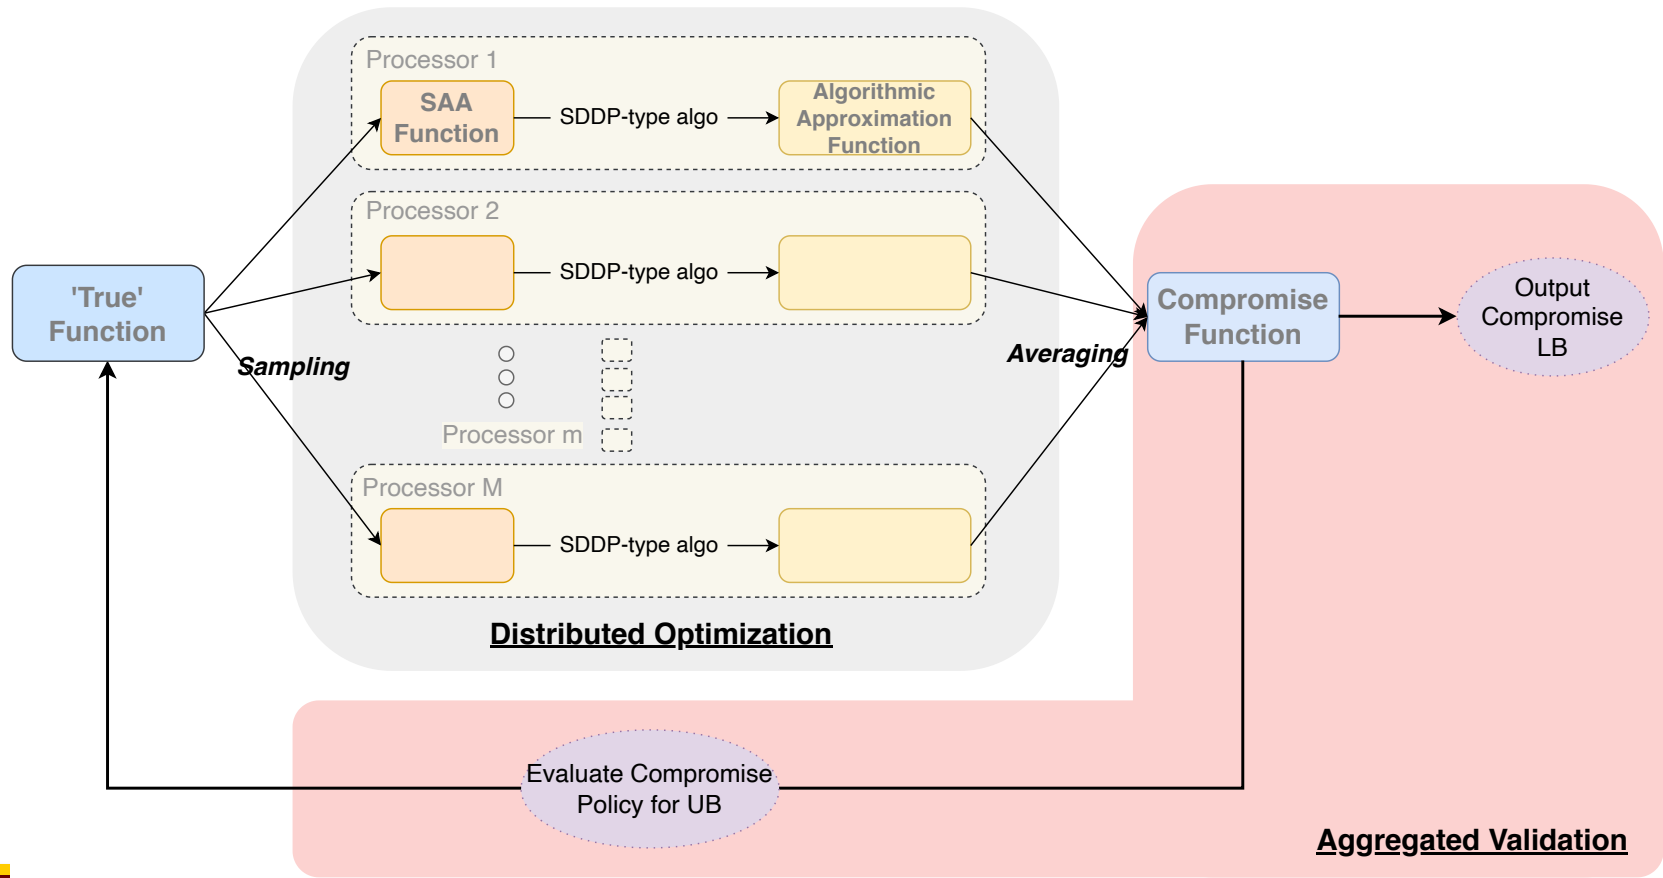 Processor 1
SAA
Function
SDDP-type algo
Algorithmic
Approximation
Function
Processor 2
SDDP-type algo
'True'
Function
Sampling
Averaging
Compromise
Function
Output
Compromise
LB
Processor m
Processor M
SDDP-type algo
Distributed Optimization
Evaluate Compromise
Policy for UB
Aggregated Validation